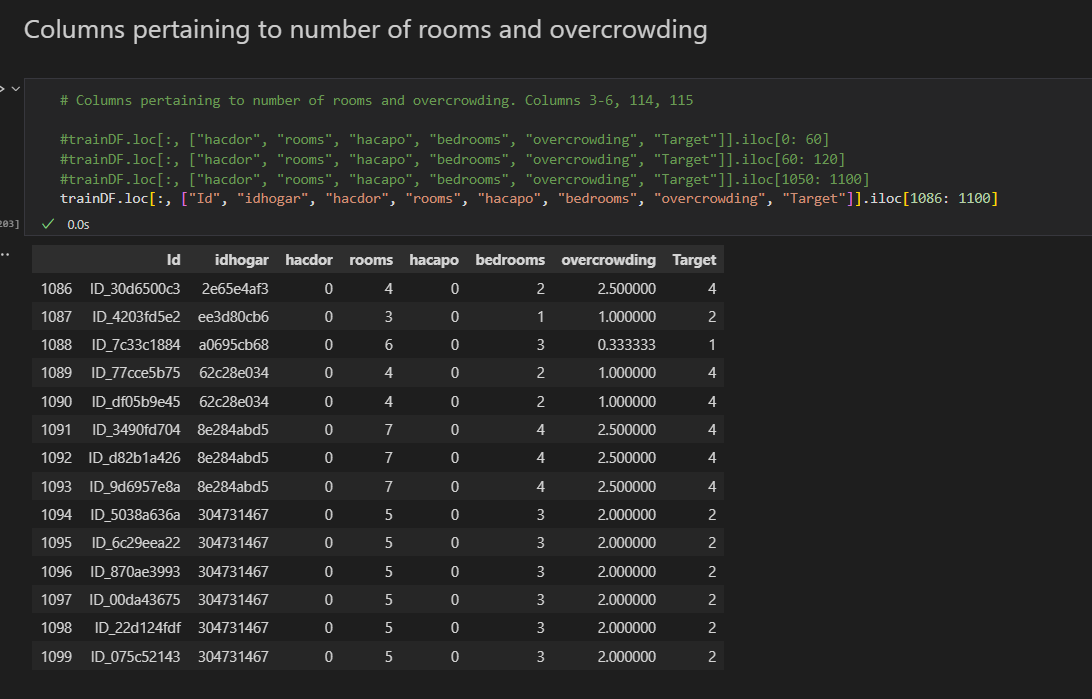 Columns pertaining to number of rooms and overcrowding
# Columns pertaining to number of rooms and overcrowding. Columns 3-6, 114, 115
#trainDF.loc[:, ["hacdor", "rooms", "hacapo", "bedrooms", "overcrowding", "Target"]].iloc[0: 60]
#trainDF.loc[:, ["hacdor", "rooms", "hacapo", "bedrooms", "overcrowding", "Target"]].iloc[60: 120]
#trainDF.loc[:, ["hacdor", "rooms", "hacapo", "bedrooms", "overcrowding", "Target"]].iloc[1050: 1100]
trainDF.loc[:, ["Id", "idhogar", "hacdor", "rooms", "hacapo", "bedrooms", "overcrowding", "Target"]].iloc[1086: 1100]
203] ✓ 0.0s
Id idhogar hacdor rooms hacapo bedrooms overcrowding Target
1086 ID_30d6500c3 2e65e4af3 0 4 0 2 2.500000 4
1087 ID_4203fd5e2 ee3d80cb6 0 3 0 1 1.000000 2
1088 ID_7c33c1884 a0695cb68 0 6 0 3 0.333333 1
1089 ID_77cce5b75 62c28e034 0 4 0 2 1.000000 4
1090 ID_df05b9e45 62c28e034 0 4 0 2 1.000000 4
1091 ID_3490fd704 8e284abd5 0 7 0 4 2.500000 4
1092 ID_d82b1a426 8e284abd5 0 7 0 4 2.500000 4
1093 ID_9d6957e8a 8e284abd5 0 7 0 4 2.500000 4
1094 ID_5038a636a 304731467 0 5 0 3 2.000000 2
1095 ID_6c29eea22 304731467 0 5 0 3 2.000000 2
1096 ID_870ae3993 304731467 0 5 0 3 2.000000 2
1097 ID_00da43675 304731467 0 5 0 3 2.000000 2
1098 ID_22d124fdf 304731467 0 5 0 3 2.000000 2
1099 ID_075c52143 304731467 0 5 0 3 2.000000 2